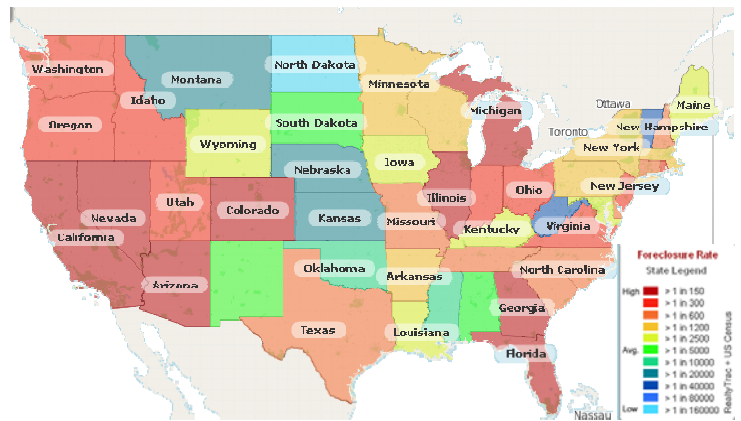 Washington
Montana
North Dakota
Minnesota
Idaho
Michigan
Ottawa
Maine
Oregon
South Dakota
New Hampshire
Toronto
Wyoming
New York
Iowa
Nebraska
New Jersey
Utah
Colorado
Illinois
Ohio
Nevada
Kansas
Missouri
Kentucky
Virginia
California
Oklahoma
Arkansas
North Carolina
Arizona
Georgia
Texas
Louisiana
Florida
Nassau
Foreclosure Rate
State Legend
High > 1 in 150
> 1 in 300
> 1 in 600
> 1 in 1200
> 1 in 2500
Avg. > 1 in 5000
> 1 in 10000
> 1 in 20000
> 1 in 40000
> 1 in 80000
Low > 1 in 160000
RealtyTrac + US Census